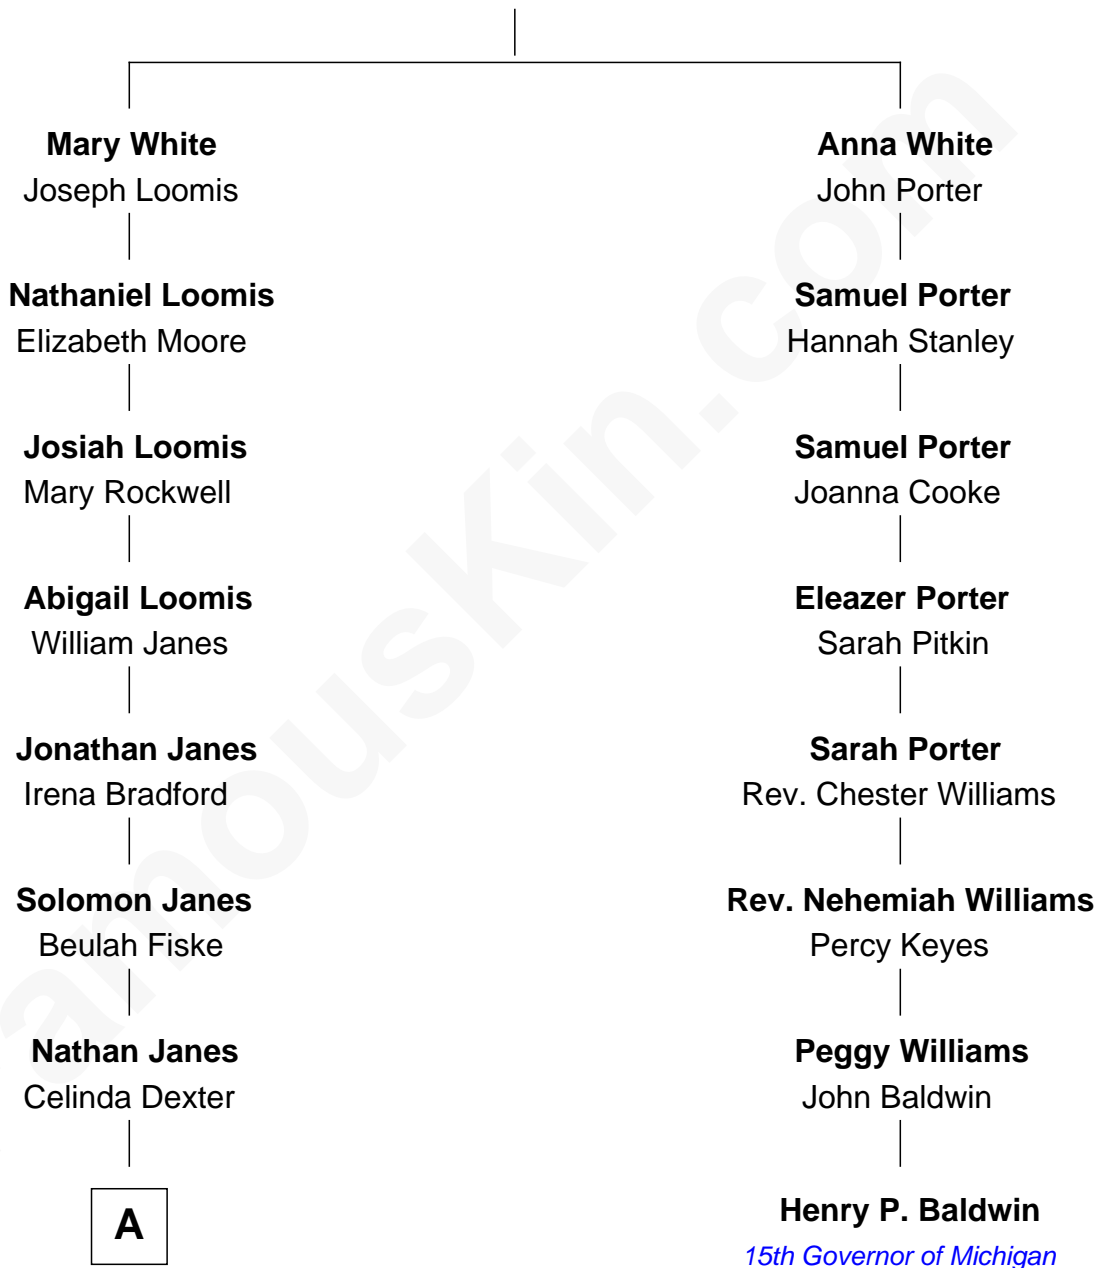 Mary White
Joseph Loomis
Anna White
John Porter
Nathaniel Loomis
Elizabeth Moore
Samuel Porter
Hannah Stanley
Josiah Loomis
Mary Rockwell
Samuel Porter
Joanna Cooke
Abigail Loomis
William Janes
Eleazer Porter
Sarah Pitkin
Jonathan Janes
Irena Bradford
Sarah Porter
Rev. Chester Williams
Solomon Janes
Beulah Fiske
Rev. Nehemiah Williams
Percy Keyes
Nathan Janes
Celinda Dexter
Peggy Williams
John Baldwin
A
Henry P. Baldwin
15th Governor of Michigan
amouskin.com